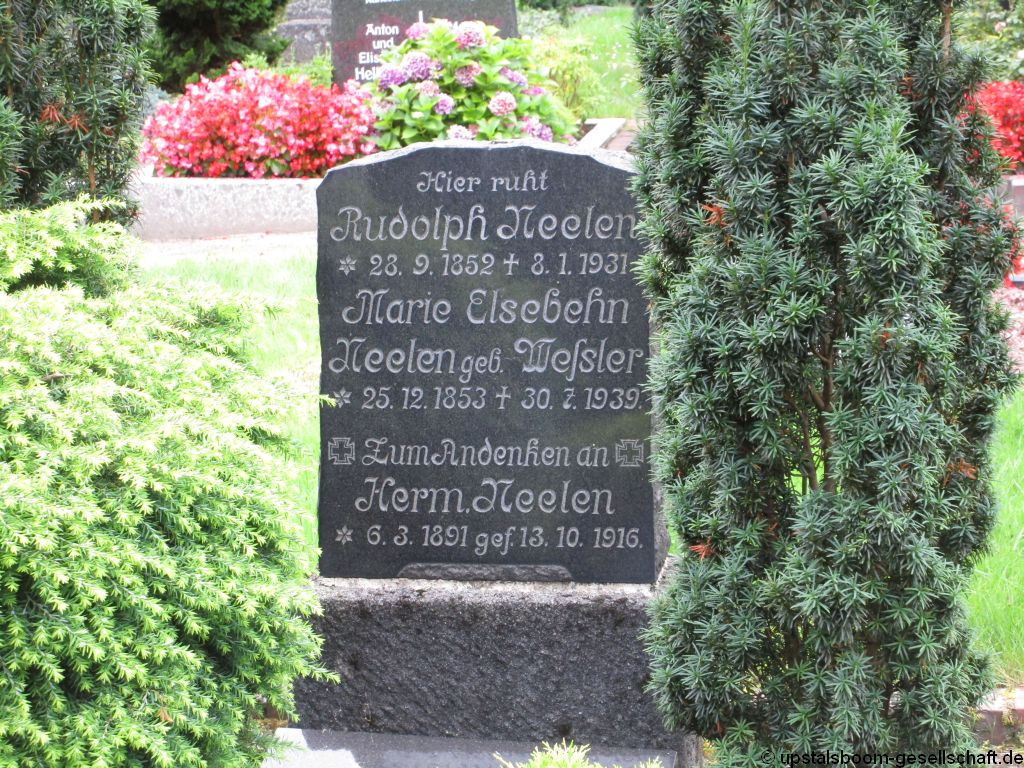 Anton
und
Hier ruht
Rudolph Neelen
* 28. 9. 1852 † 8. 1. 1931
Marie Elsebehn
Neelen geb. Weſsler
* 25. 12. 1853 † 30. 7. 1939
Zum Andenken an
Herm. Neelen
* 6. 3. 1891 gef. 13. 10. 1916.
© upstalsboom-gesellschaft.de